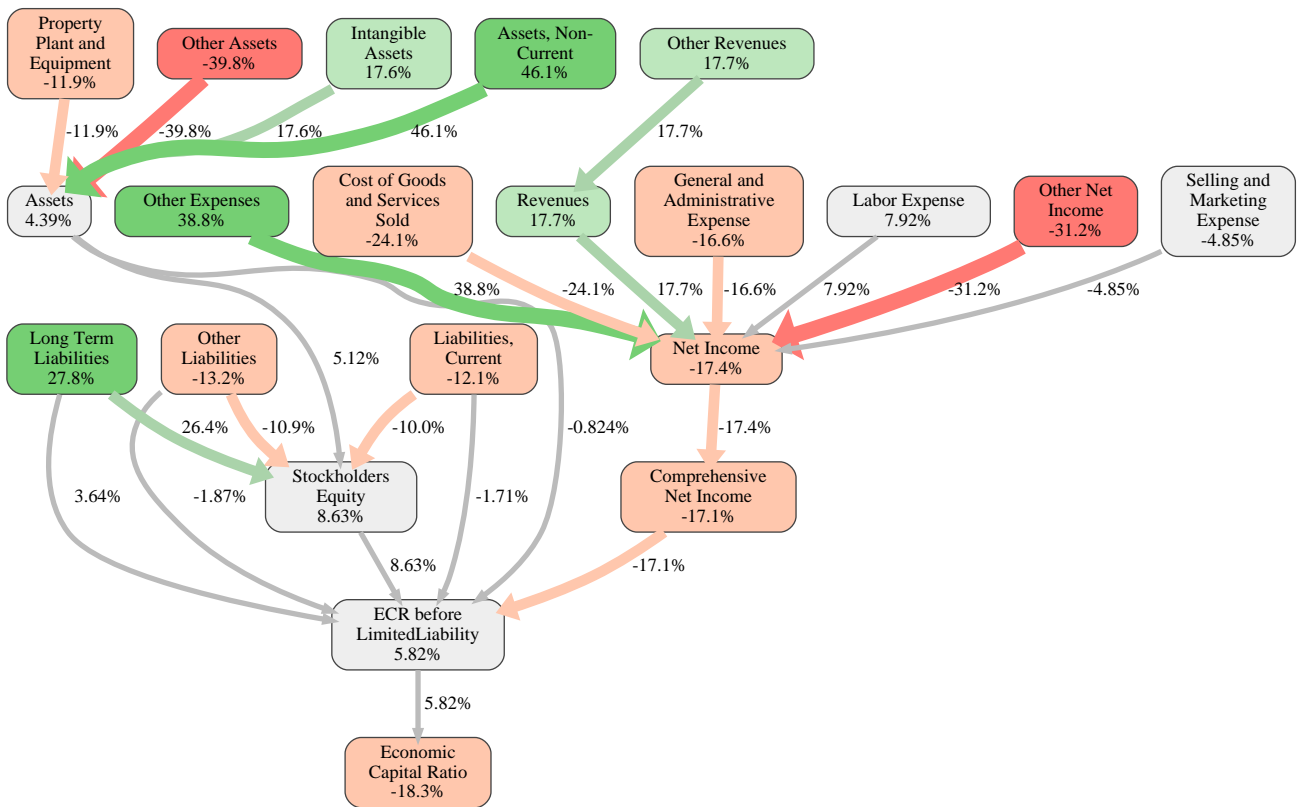 Property
Plant and
Equipment
-11.9%
Other Assets
-39.8%
Intangible
Assets
17.6%
Assets, Non-
Current
46.1%
Other Revenues
17.7%
-11.9%
-39.8%
17.6%
46.1%
17.7%
Assets
4.39%
Other Expenses
38.8%
Cost of Goods
and Services
Sold
-24.1%
Revenues
17.7%
General and
Administrative
Expense
-16.6%
Labor Expense
7.92%
Other Net
Income
-31.2%
Selling and
Marketing
Expense
-4.85%
38.8%
-24.1%
17.7%
-16.6%
7.92%
-31.2%
-4.85%
Long Term
Liabilities
27.8%
Other
Liabilities
-13.2%
5.12%
Liabilities,
Current
-12.1%
Net Income
-17.4%
26.4%
-10.9%
-10.0%
-0.824%
-17.4%
3.64%
-1.87%
Stockholders
Equity
8.63%
-1.71%
Comprehensive
Net Income
-17.1%
8.63%
-17.1%
ECR before
LimitedLiability
5.82%
5.82%
Economic
Capital Ratio
-18.3%